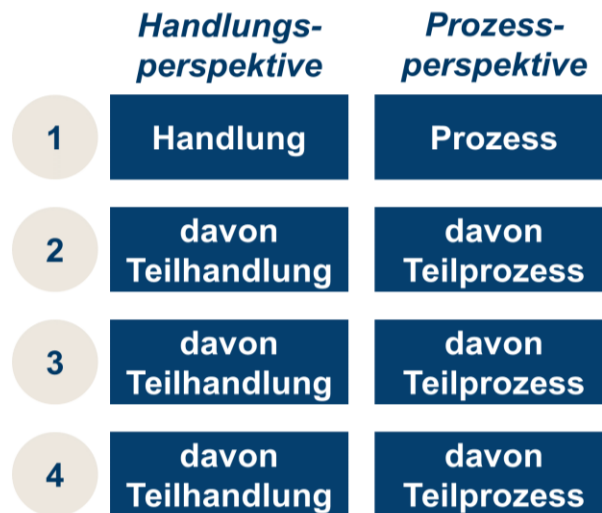 Handlungs-
perspektive
Prozess-
perspektive
1
Handlung
Prozess
2
davon
Teilhandlung
davon
Teilprozess
3
davon
Teilhandlung
davon
Teilprozess
4
davon
Teilhandlung
davon
Teilprozess